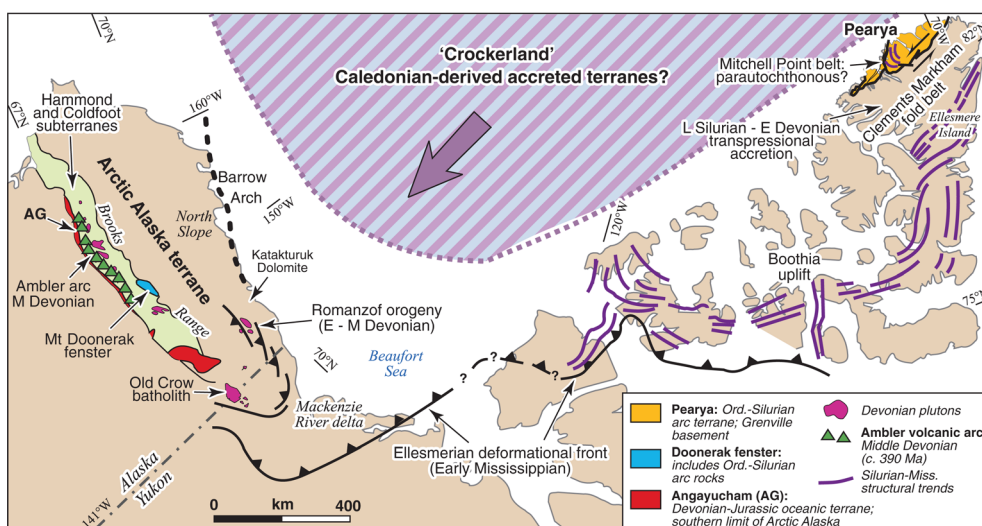 70°N
'Crockerland'
Caledonian-derived accreted terranes?
Pearya
70°W
82°N
Mitchell Point belt:
parautochthonous?
Clements Markham
fold belt
Ellesmere
Island
L Silurian - E Devonian
transpressional
accretion
67°N
Hammond
and Coldfoot
subterranes
160°W
Barrow
Arch
150°W
North
Slope
Arctic Alaska terrane
AG
Brooks
Range
Katakturuk
Dolomite
Ambler arc
M Devonian
Mt Doonerak
fenster
Romanzof orogeny
(E - M Devonian)
120°W
Boothia
uplift
75°N
70°N
Beaufort
Sea
Old Crow
batholith
Mackenzie
River delta
?
?
?
Ellesmerian deformational front
(Early Mississippian)
Alaska
Yukon
141°W
0 km 400
Pearya: Ord.-Silurian
arc terrane; Grenville
basement
Doonerak fenster:
includes Ord.-Silurian
arc rocks
Angayucham (AG):
Devonian-Jurassic oceanic terrane;
southern limit of Arctic Alaska
Devonian plutons
Ambler volcanic arc
Middle Devonian
(c. 390 Ma)
Silurian-Miss.
structural trends